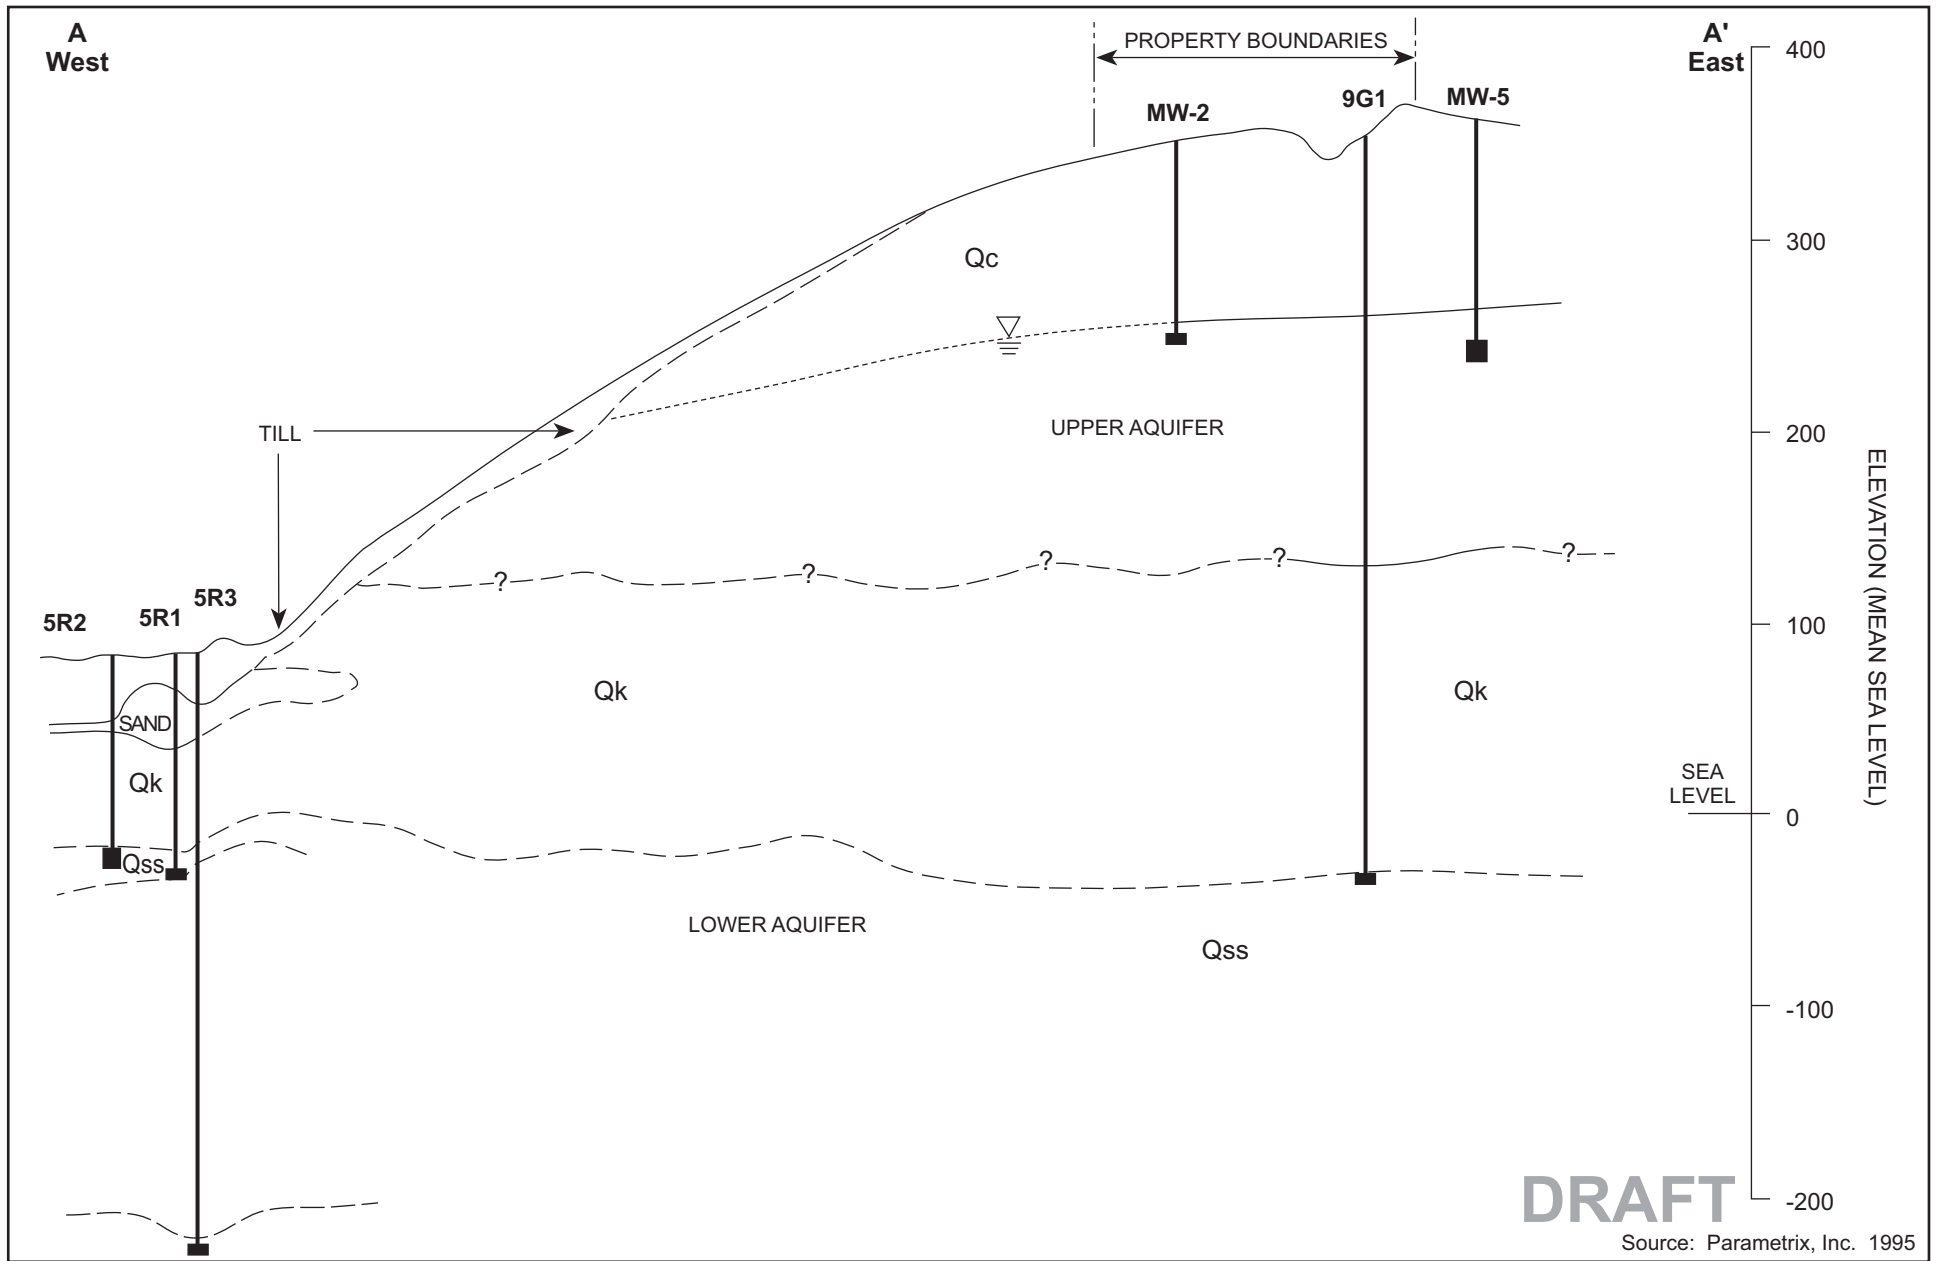 A
West
PROPERTY BOUNDARIES
A'
East
400
MW-2
9G1
MW-5
300
Qc
TILL
UPPER AQUIFER
200
ELEVATION (MEAN SEA LEVEL)
?
?
?
?
?
5R2
5R1
5R3
100
Qk
Qk
SAND
Qk
SEA
LEVEL
0
Qss
LOWER AQUIFER
Qss
-100
-200
DRAFT
Source: Parametrix, Inc. 1995